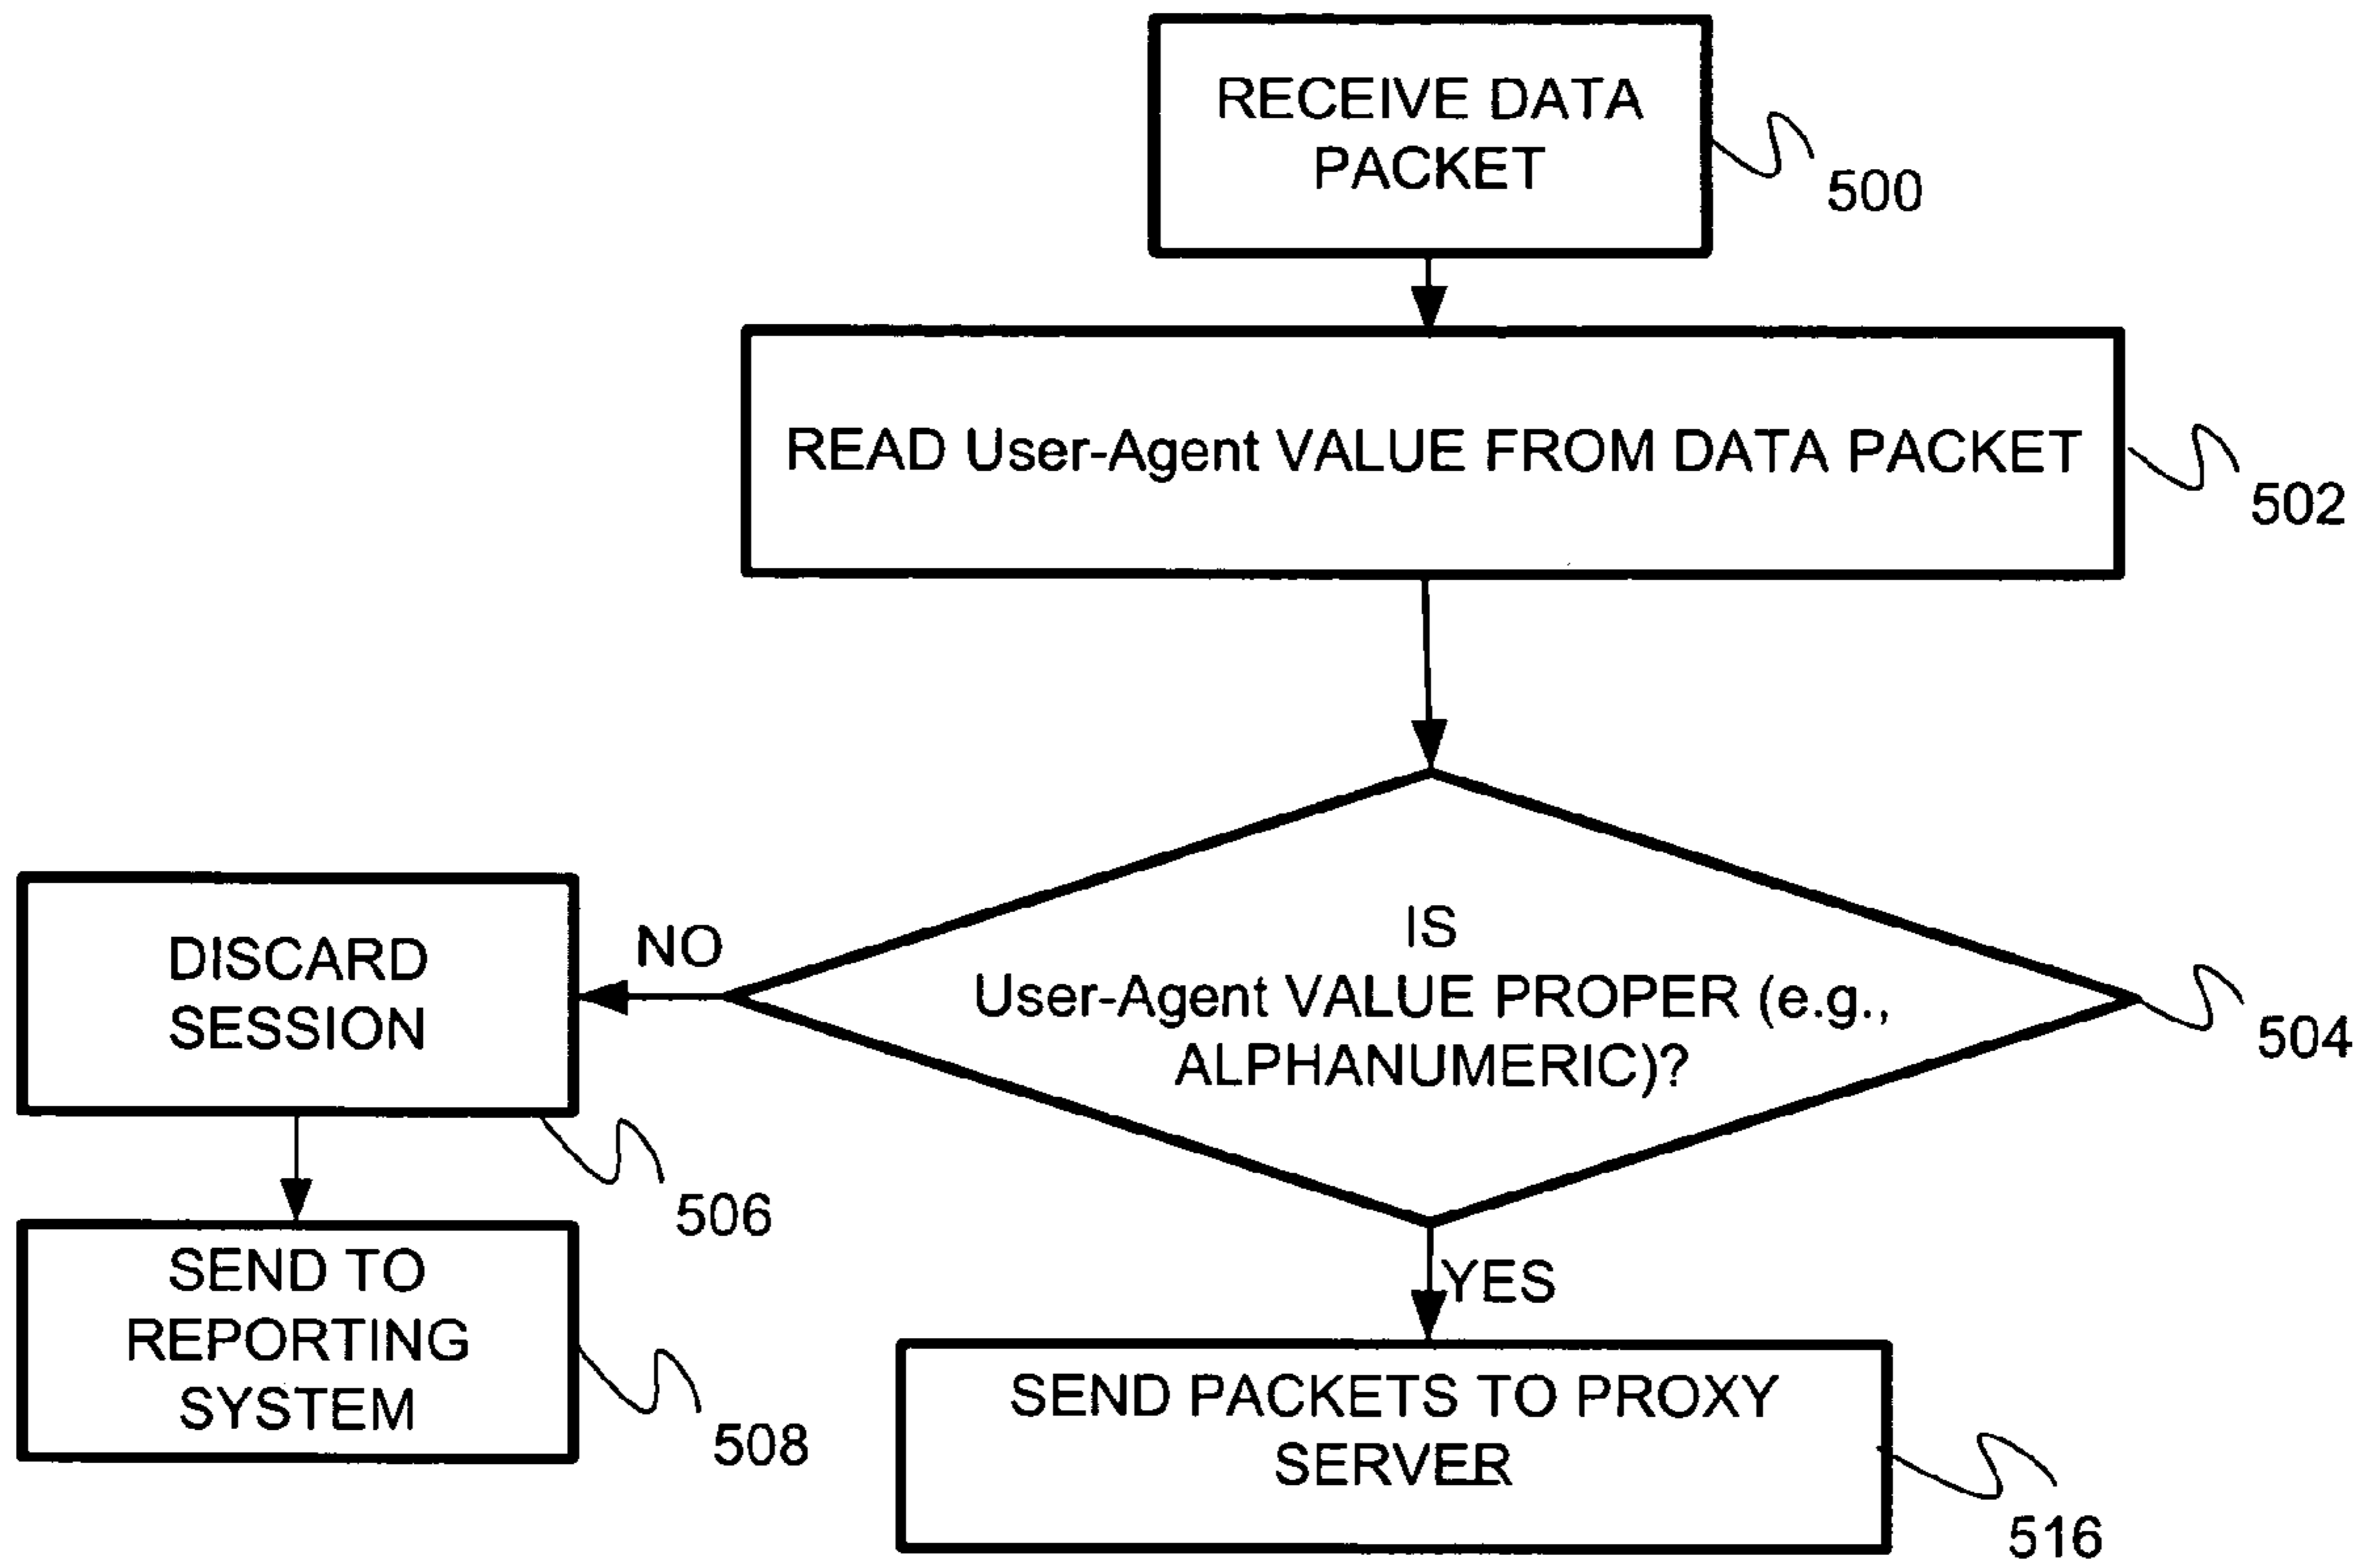 RECEIVE DATA
PACKET
500
READ User-Agent VALUE FROM DATA PACKET
502
IS
User-Agent VALUE PROPER (e.g.,
ALPHANUMERIC)?
504
NO
DISCARD
SESSION
506
SEND TO
REPORTING
SYSTEM
508
YES
SEND PACKETS TO PROXY
SERVER
516